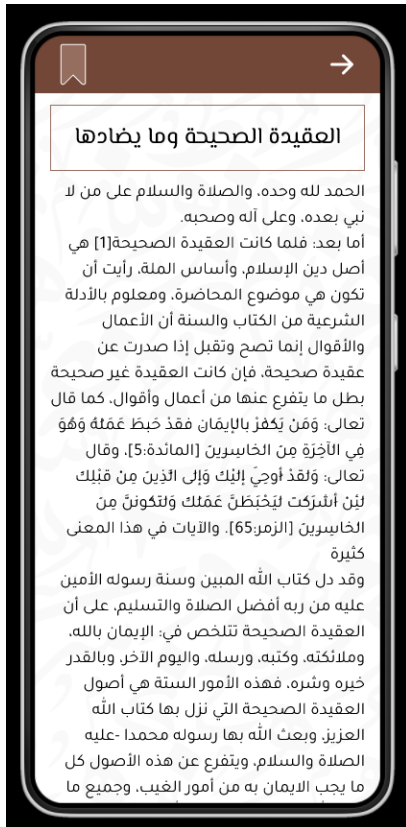 العقيدة الصحيحة وما يضادها
الحمد لله وحده، والصلاة والسلام على من لا
نبي بعده، وعلى آله وصحبه.
أما بعد: فلما كانت العقيدة الصحيحة[1] هي
أصل دين الإسلام، وأساس الملة، رأيت أن
تكون هي موضوع المحاضرة، ومعلوم بالأدلة
الشرعية من الكتاب والسنة أن الأعمال
والأقوال إنما تصح وتقبل إذا صدرت عن
عقيدة صحيحة، فإن كانت العقيدة غير صحيحة
بطل ما يتفرع عنها من أعمال وأقوال، كما قال
تعالى: وَمَنْ يَكْفُرْ بِالْإِيمَانِ فَقَدْ حَبِطَ عَمَلُهُ وَهُوَ
فِي الْآخِرَةِ مِنَ الْخَاسِرِينَ [المائدة:5]، وقال
تعالى: وَلَقَدْ أُوحِيَ إِلَيْكَ وَإِلَى الَّذِينَ مِنْ قَبْلِكَ
لَئِنْ أَشْرَكْتَ لَيَحْبَطَنَّ عَمَلُكَ وَلَتَكُونَنَّ مِنَ
الْخَاسِرِينَ [الزمر:65]. والآيات في هذا المعنى
كثيرة
وقد دل كتاب الله المبين وسنة رسوله الأمين
عليه من ربه أفضل الصلاة والتسليم، على أن
العقيدة الصحيحة تتلخص في: الإيمان بالله،
وملائكته، وكتبه، ورسله، واليوم الآخر، وبالقدر
خيره وشره، فهذه الأمور الستة هي أصول
العقيدة الصحيحة التي نزل بها كتاب الله
العزيز، وبعث الله بها رسوله محمدا -عليه
الصلاة والسلام، ويتفرع عن هذه الأصول كل
ما يجب الايمان به من أمور الغيب، وجميع ما